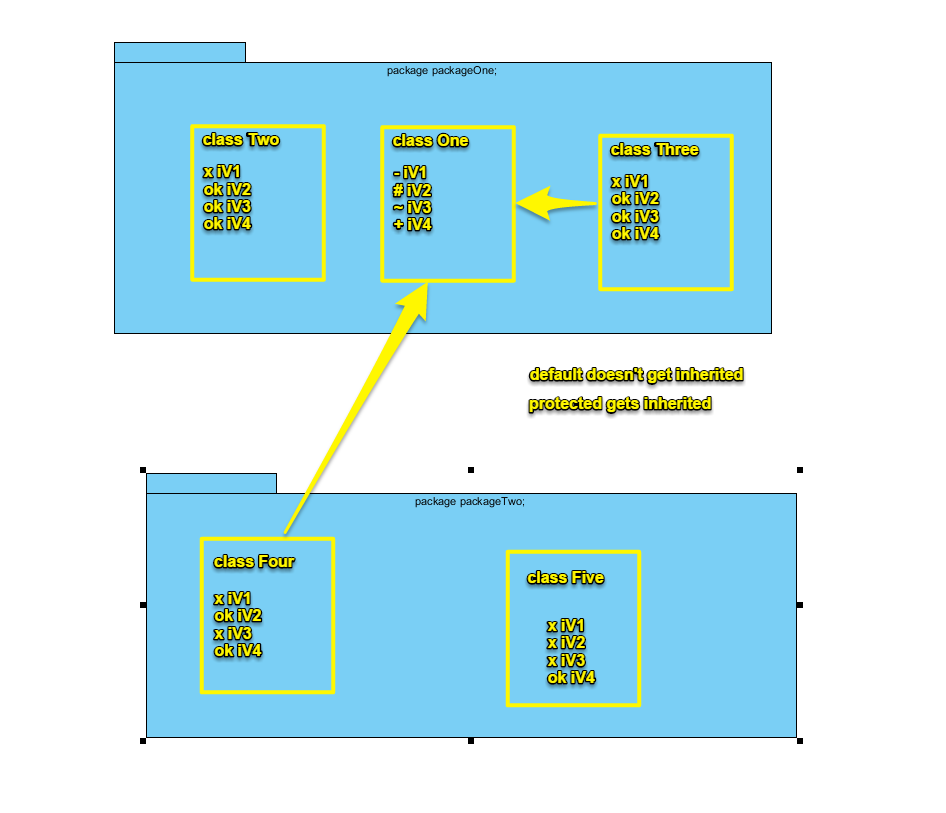 package packageOne;
class Two
x iV1
ok iV2
ok iV3
ok iV4
class One
- iV1
# iV2
~ iV3
+ iV4
class Three
x iV1
ok iV2
ok iV3
ok iV4
default doesn't get inherited
protected gets inherited
package packageTwo;
class Four
x iV1
ok iV2
x iV3
ok iV4
class Five
x iV1
x iV2
x iV3
ok iV4